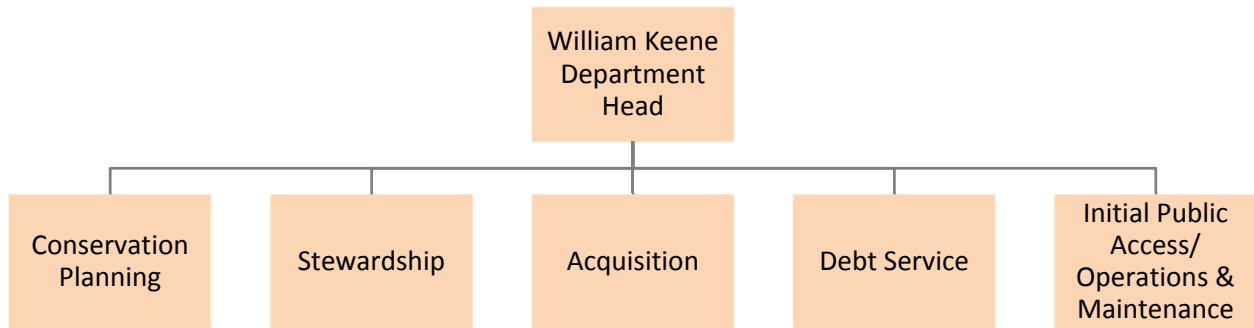 William Keene
Department
Head
Conservation
Planning
Stewardship
Acquisition
Debt Service
Initial Public
Access/
Operations &
Maintenance